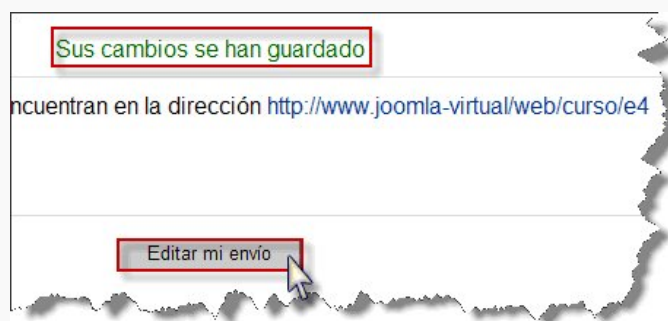 Sus cambios se han guardado
ncuentran en la dirección http://www.joomla-virtual/web/curso/e4
Editar mi envío